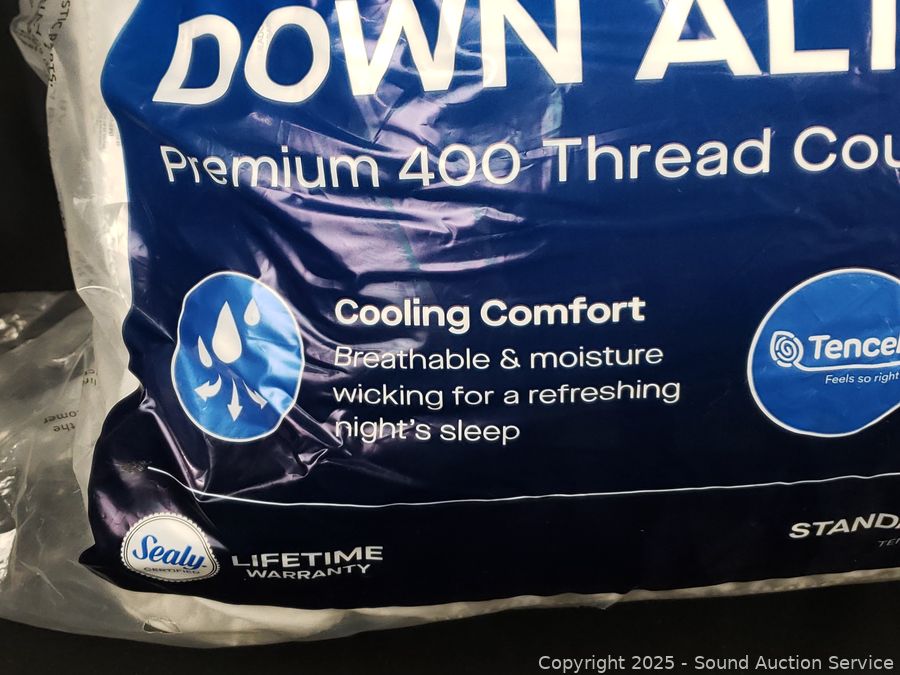 DOWN ALT
Premium 400 Thread Cou
Cooling Comfort
Breathable & moisture
wicking for a refreshing
night's sleep
Tencel
Feels so right
Sealy
CERTIFIED
LIFETIME
WARRANTY
STANDA
Copyright 2025 - Sound Auction Service